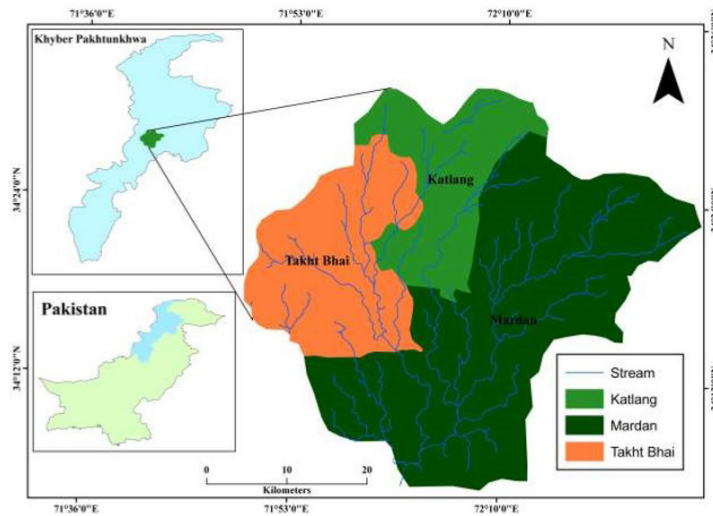 71°36'0"E 71°53'0"E 72°10'0"E
Khyber Pakhtunkhwa
N
Katlang
34°24'0"N
Takht Bhai
Pakistan
Mardan
34°12'0"N
Stream
Katlang
Mardan
Takht Bhai
0 10 20
Kilometers
71°36'0"E 71°53'0"E 72°10'0"E